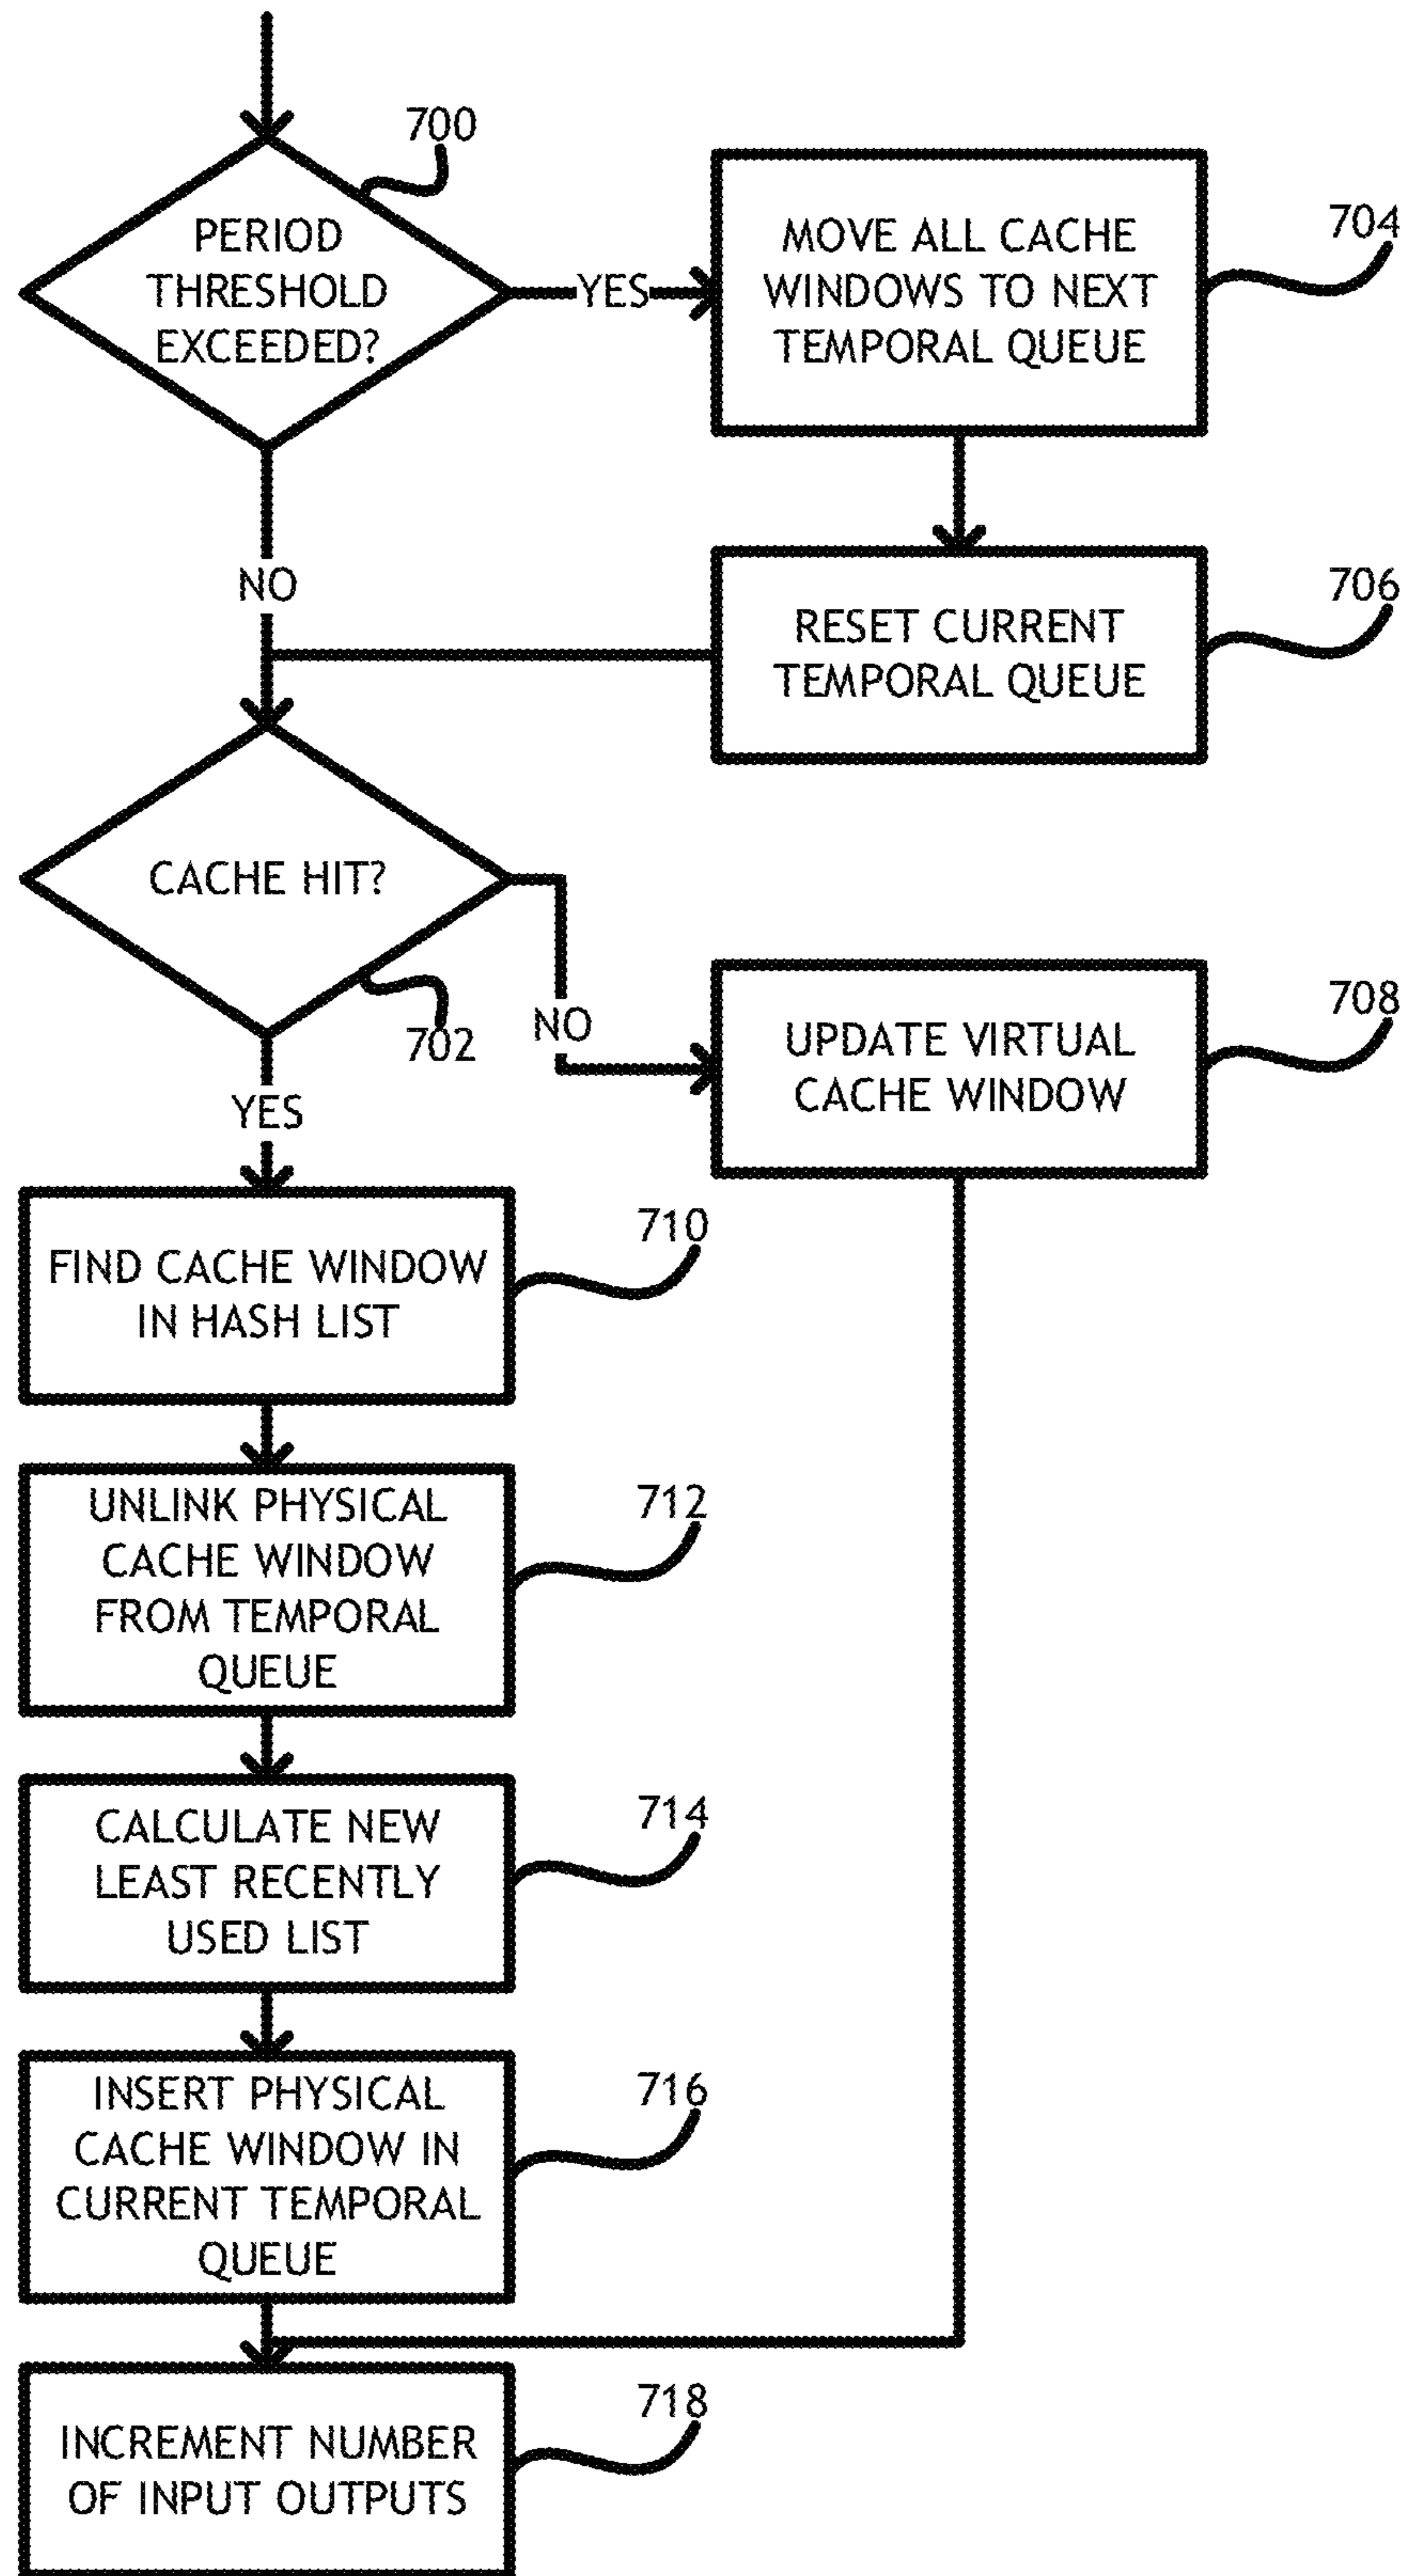 700
PERIOD
THRESHOLD
EXCEEDED?
YES
MOVE ALL CACHE
WINDOWS TO NEXT
TEMPORAL QUEUE
704
NO
RESET CURRENT
TEMPORAL QUEUE
706
CACHE HIT?
702
NO
UPDATE VIRTUAL
CACHE WINDOW
708
YES
FIND CACHE WINDOW
IN HASH LIST
710
UNLINK PHYSICAL
CACHE WINDOW
FROM TEMPORAL
QUEUE
712
CALCULATE NEW
LEAST RECENTLY
USED LIST
714
INSERT PHYSICAL
CACHE WINDOW IN
CURRENT TEMPORAL
QUEUE
716
INCREMENT NUMBER
OF INPUT OUTPUTS
718